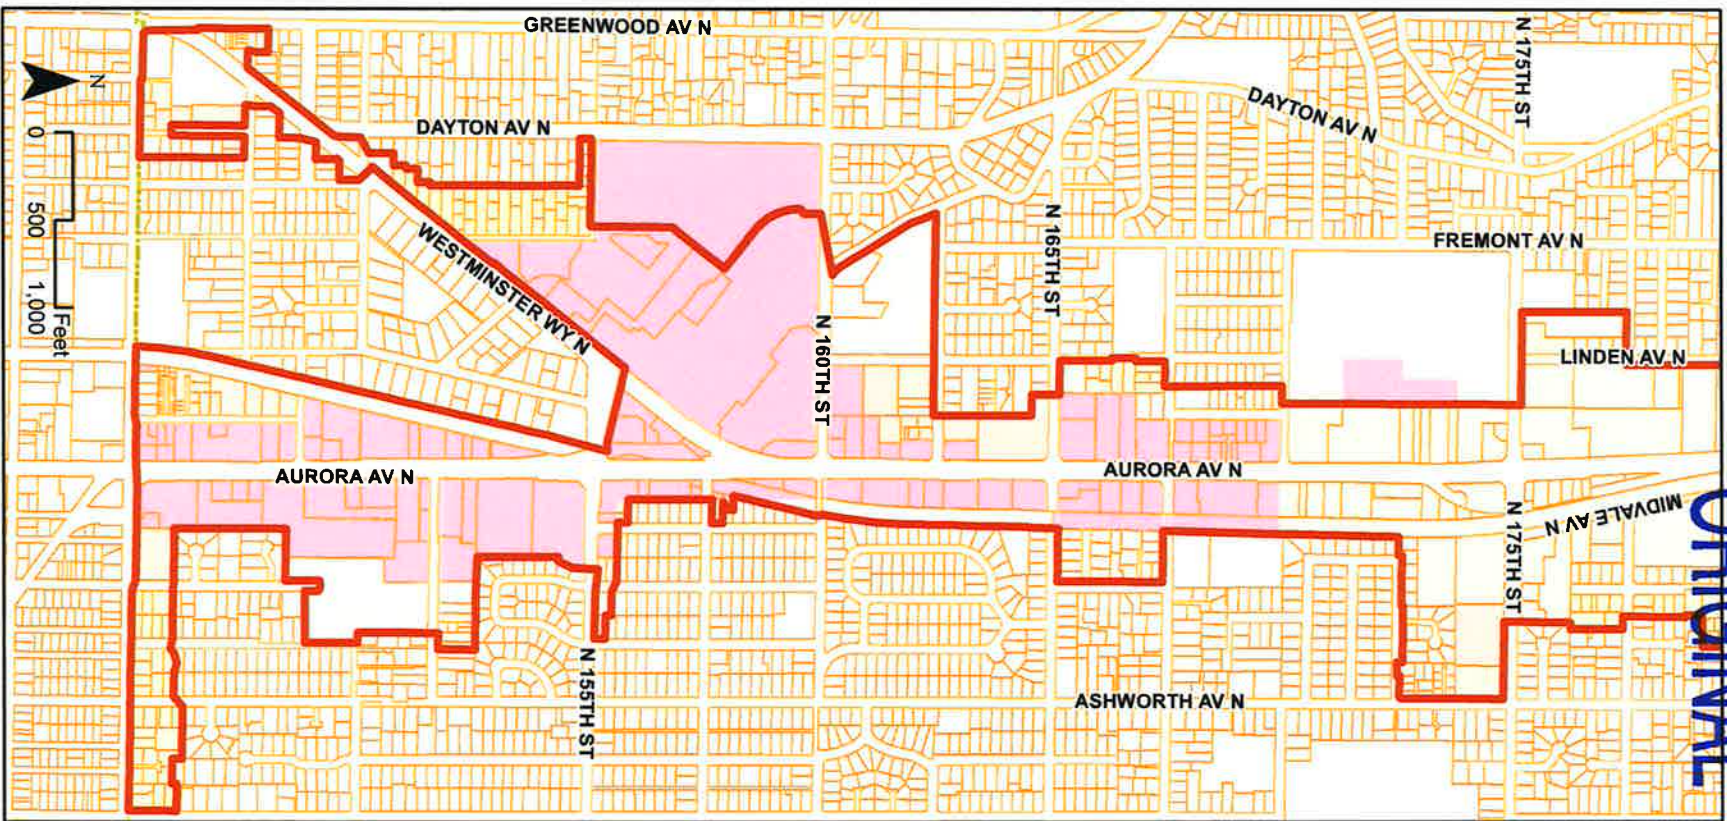 GREENWOOD AV N
N 175TH ST
DAYTON AV N
DAYTON AV N
N
0 500 1,000
Feet
N 165TH ST
FREMONT AV N
WESTMINSTER WY N
N 160TH ST
LINDEN AV N
AURORA AV N
AURORA AV N
MIDVALE AV N
N 175TH ST
ORIGINAL
N 155TH ST
ASHWORTH AV N